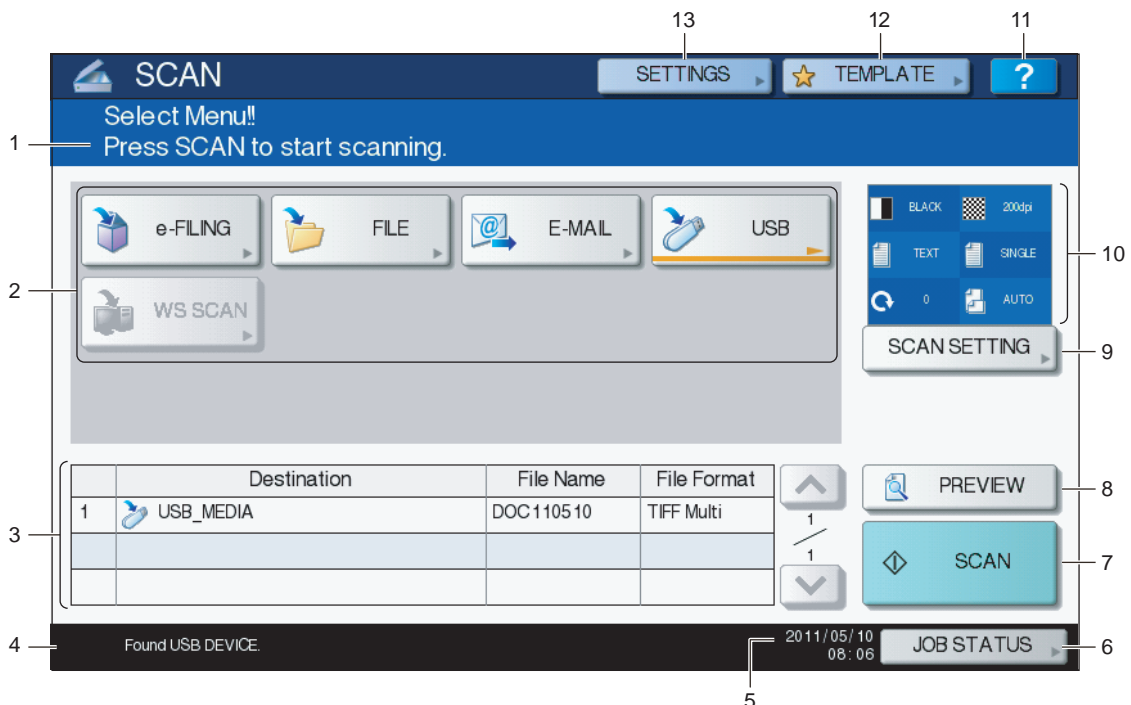 13
12
11
SCAN
SETTINGS
TEMPLATE
?
Select Menu!!
1
Press SCAN to start scanning.
e-FILING
FILE
E-MAIL
USB
BLACK
200dpi
TEXT
SINGLE
10
2
WS SCAN
0
AUTO
SCAN SETTING
9
Destination
File Name
File Format
PREVIEW
8
1
USB_MEDIA
DOC110510
TIFF Multi
1
1
3
SCAN
7
4
Found USB DEVICE.
2011/05/10
08:06
JOB STATUS
6
5